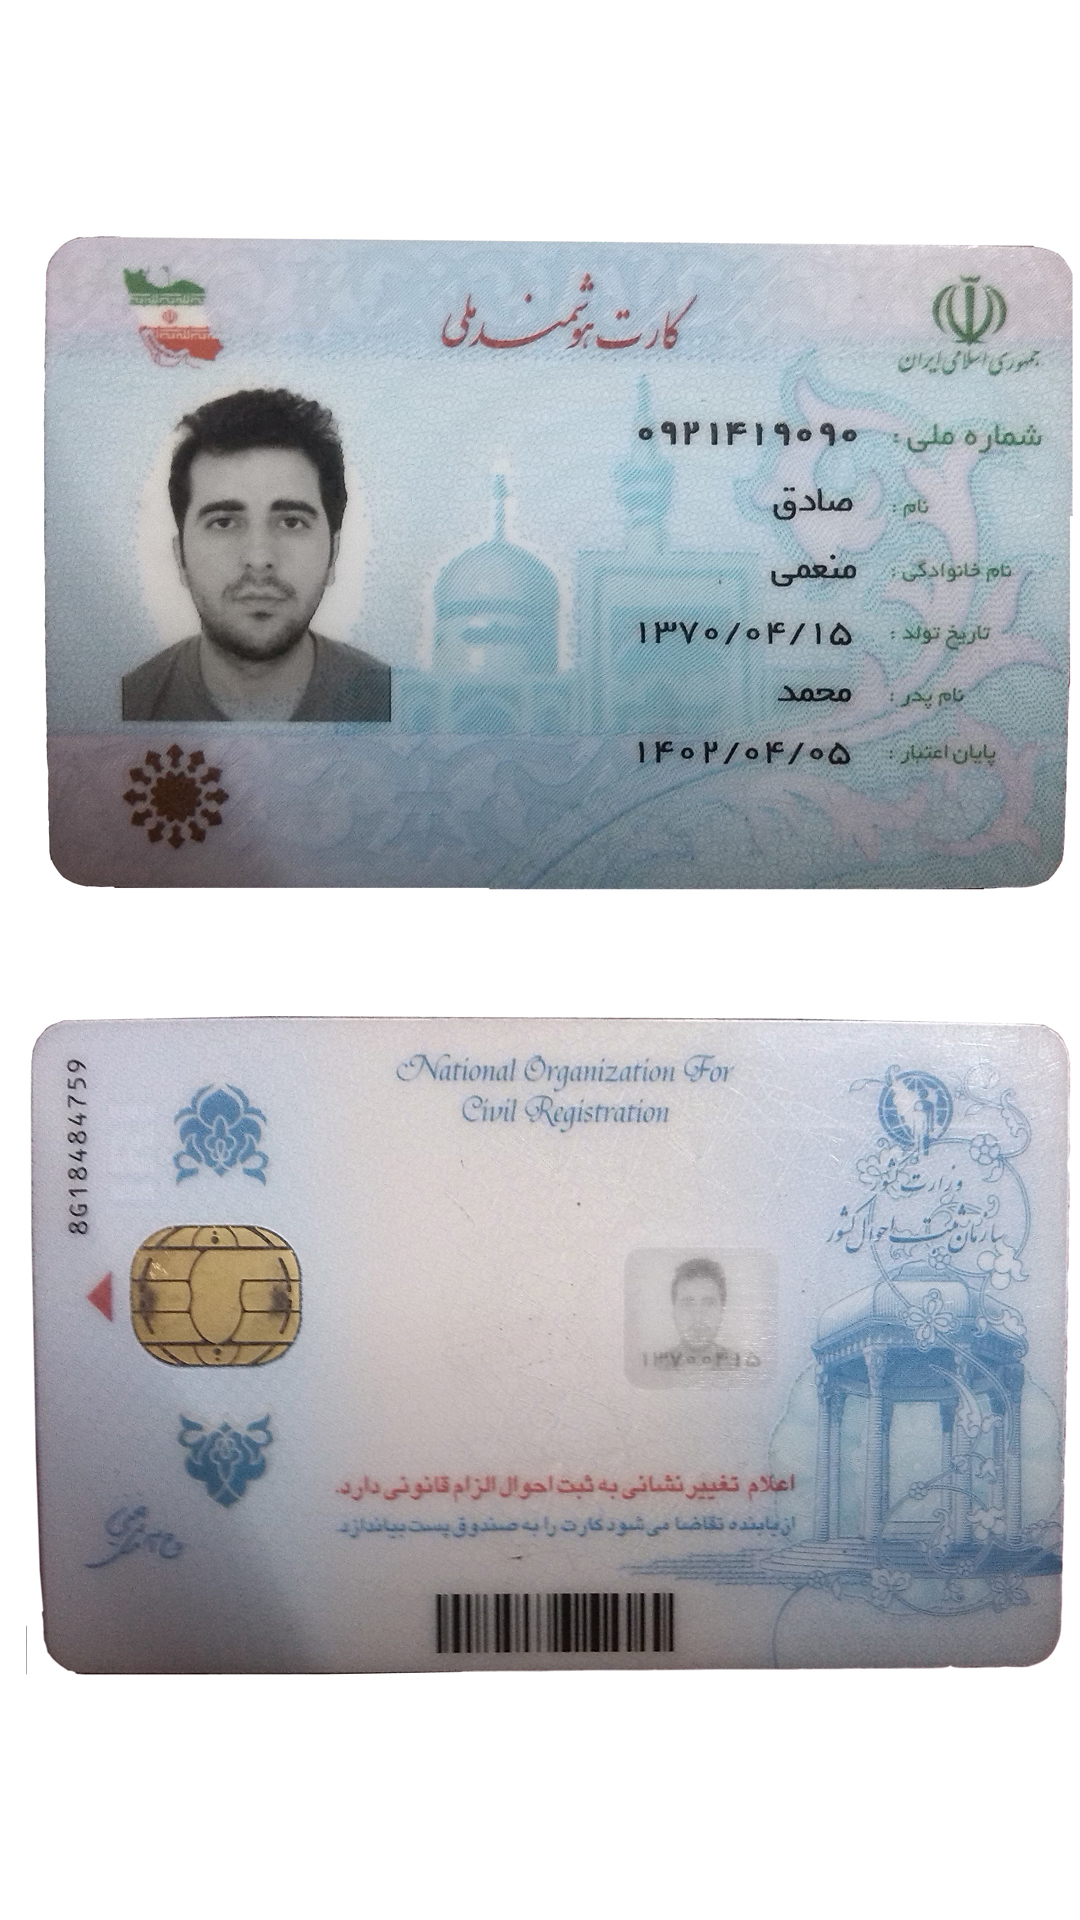 کارت هوشمند ملی
جمهوری اسلامی ایران
شماره ملی : ۰۹۲۱۴۱۹۰۹۰
نام : صادق
نام خانوادگی : منعمی
تاریخ تولد : ۱۳۷۰/۰۴/۱۵
نام پدر : محمد
پایان اعتبار : ۱۴۰۲/۰۴/۰۵
National Organization For
Civil Registration
8G18484759
وزارت کشور
سازمان ثبت احوال کشور
۱۳۷۰۰۴۱۵
اعلام تغییر نشانی به ثبت احوال الزام قانونی دارد.
از یابنده تقاضا می‌شود کارت را به صندوق پست بیاندازد.